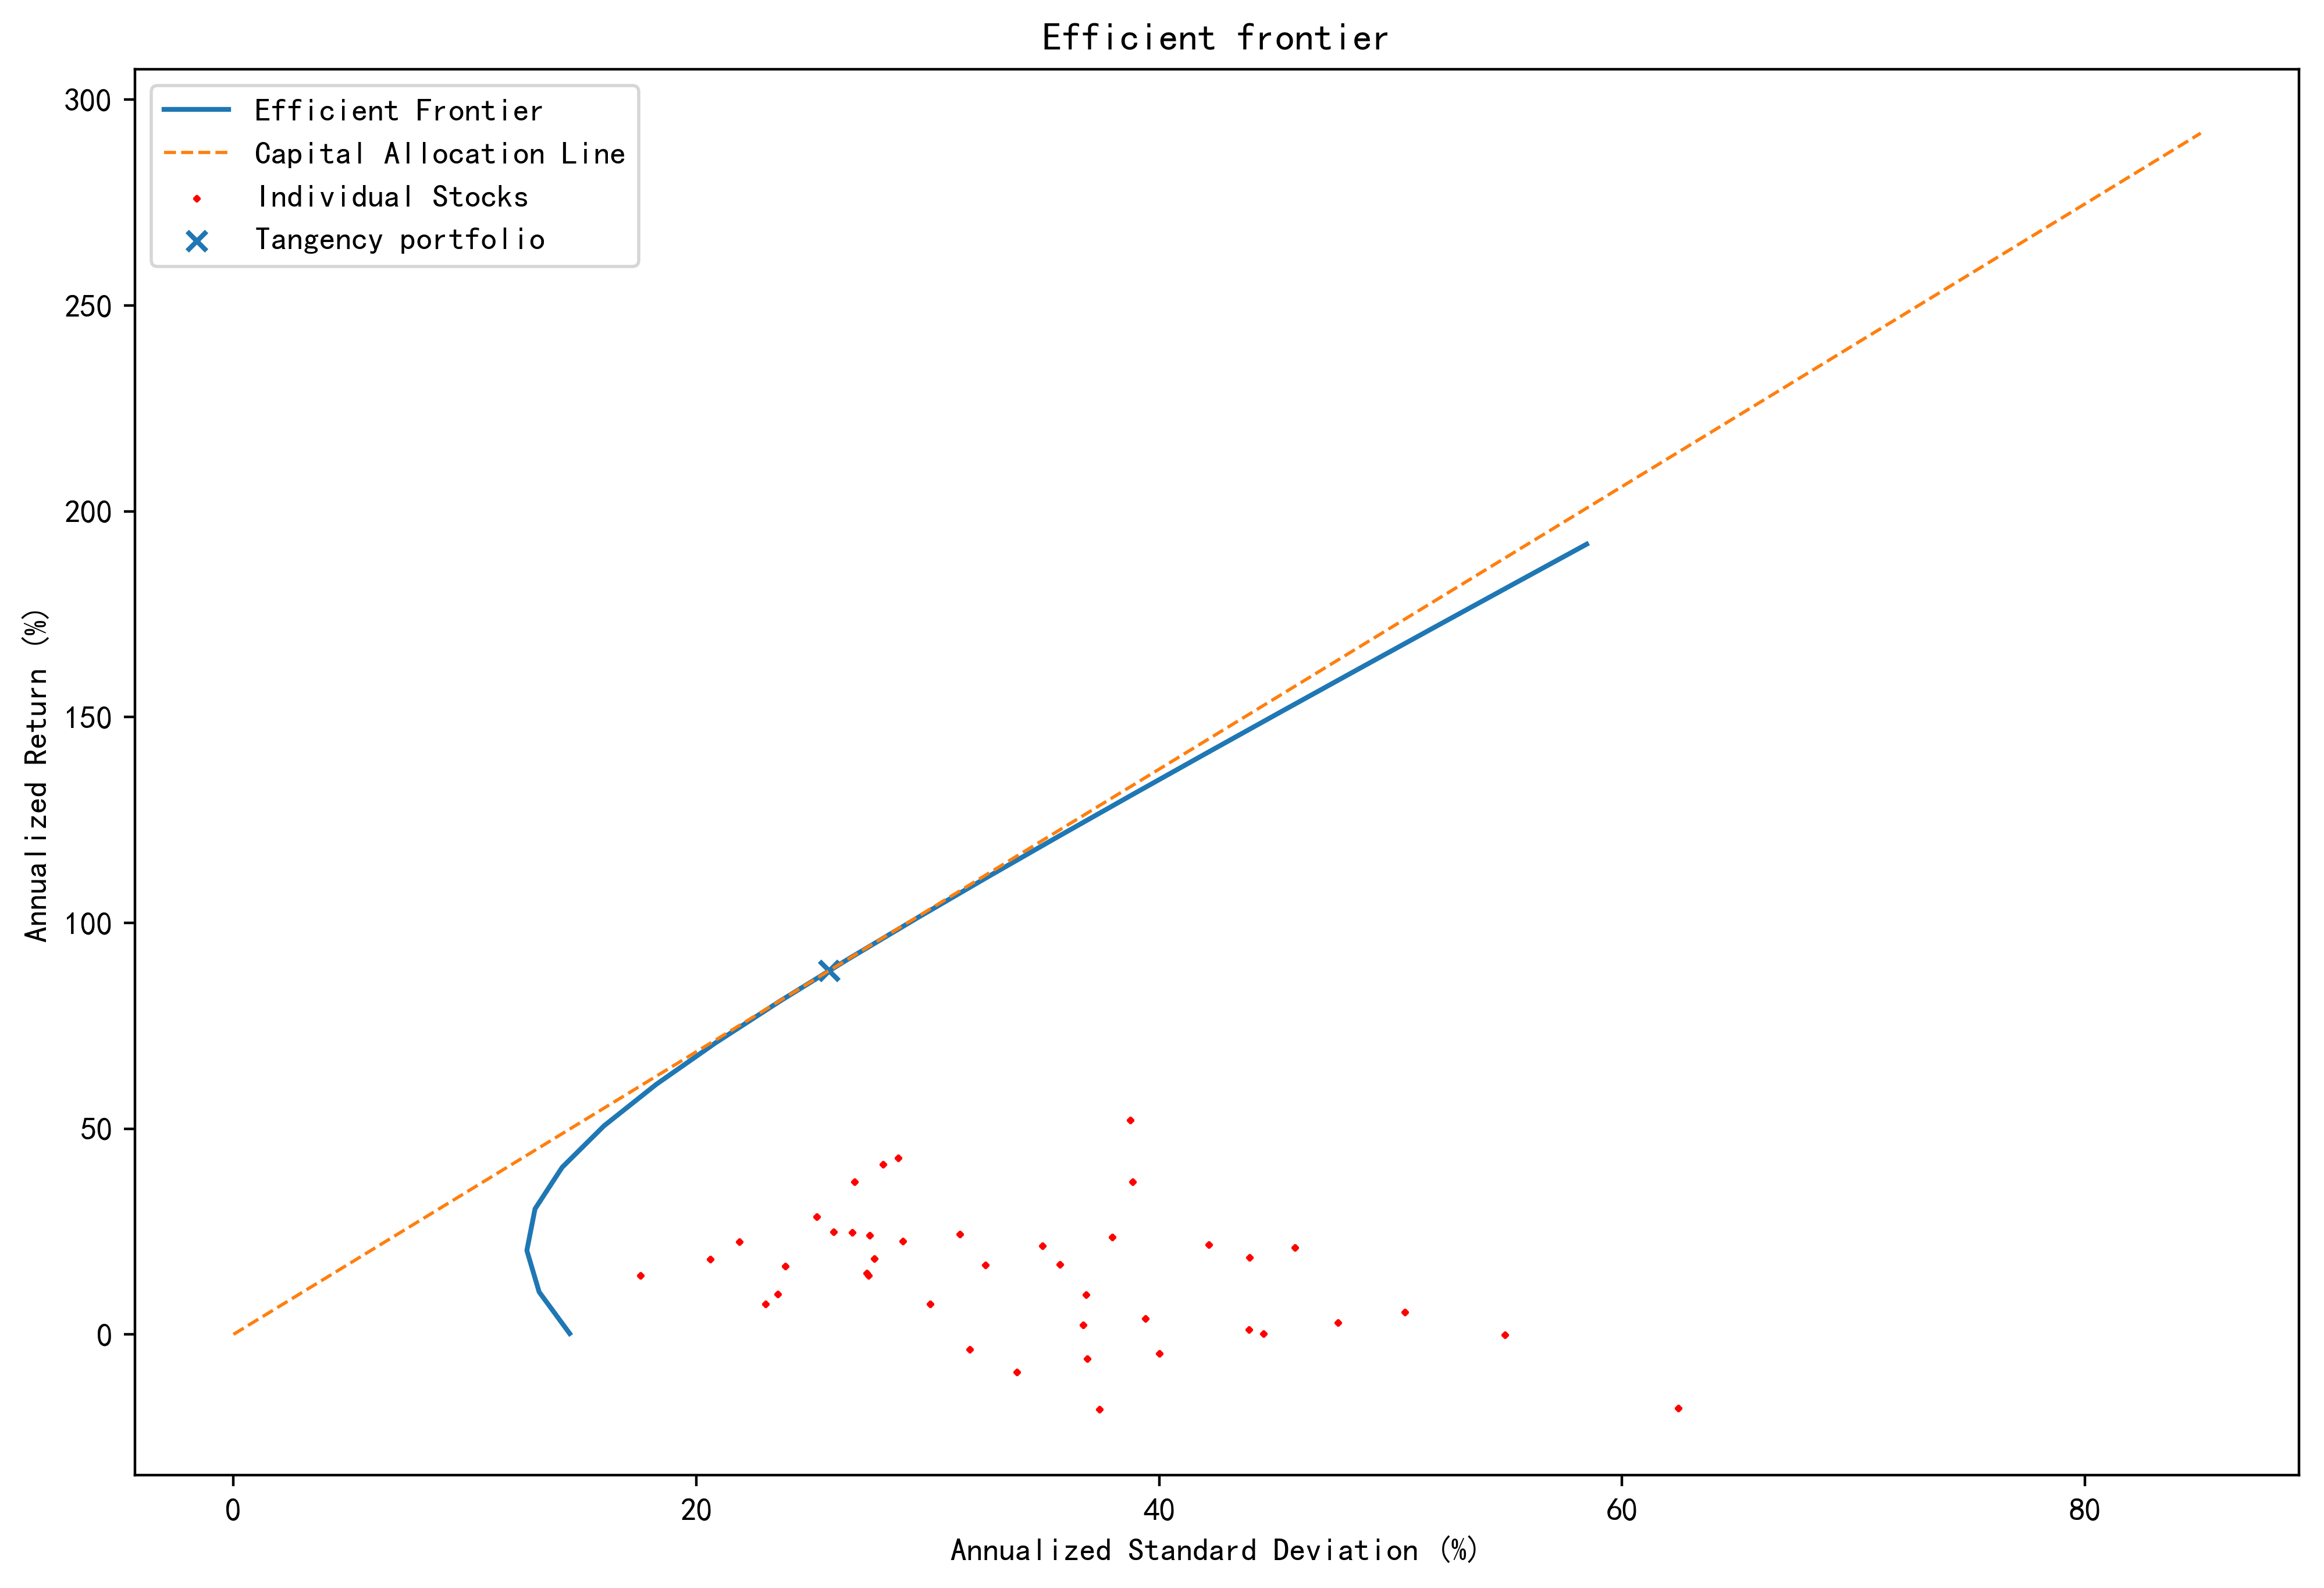 Efficient frontier
Efficient Frontier
Capital Allocation Line
Individual Stocks
Tangency portfolio
300
250
200
150
100
50
0
Annualized Return (%)
0 20 40 60 80
Annualized Standard Deviation (%)